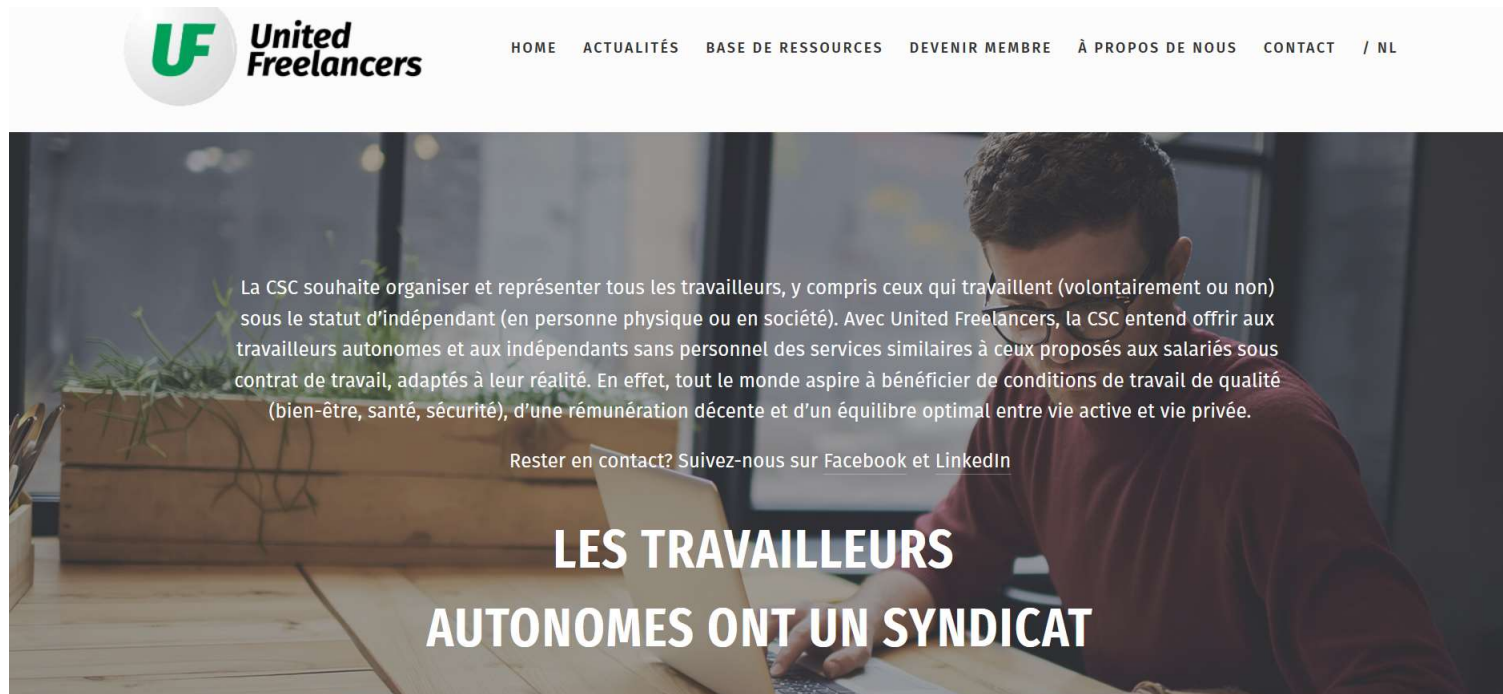 UF United
Freelancers
HOME ACTUALITÉS BASE DE RESSOURCES DEVENIR MEMBRE À PROPOS DE NOUS CONTACT / NL
La CSC souhaite organiser et représenter tous les travailleurs, y compris ceux qui travaillent (volontairement ou non)
sous le statut d’indépendant (en personne physique ou en société). Avec United Freelancers, la CSC entend offrir aux
travailleurs autonomes et aux indépendants sans personnel des services similaires à ceux proposés aux salariés sous
contrat de travail, adaptés à leur réalité. En effet, tout le monde aspire à bénéficier de conditions de travail de qualité
(bien-être, santé, sécurité), d’une rémunération décente et d’un équilibre optimal entre vie active et vie privée.
Rester en contact? Suivez-nous sur Facebook et LinkedIn
LES TRAVAILLEURS
AUTONOMES ONT UN SYNDICAT